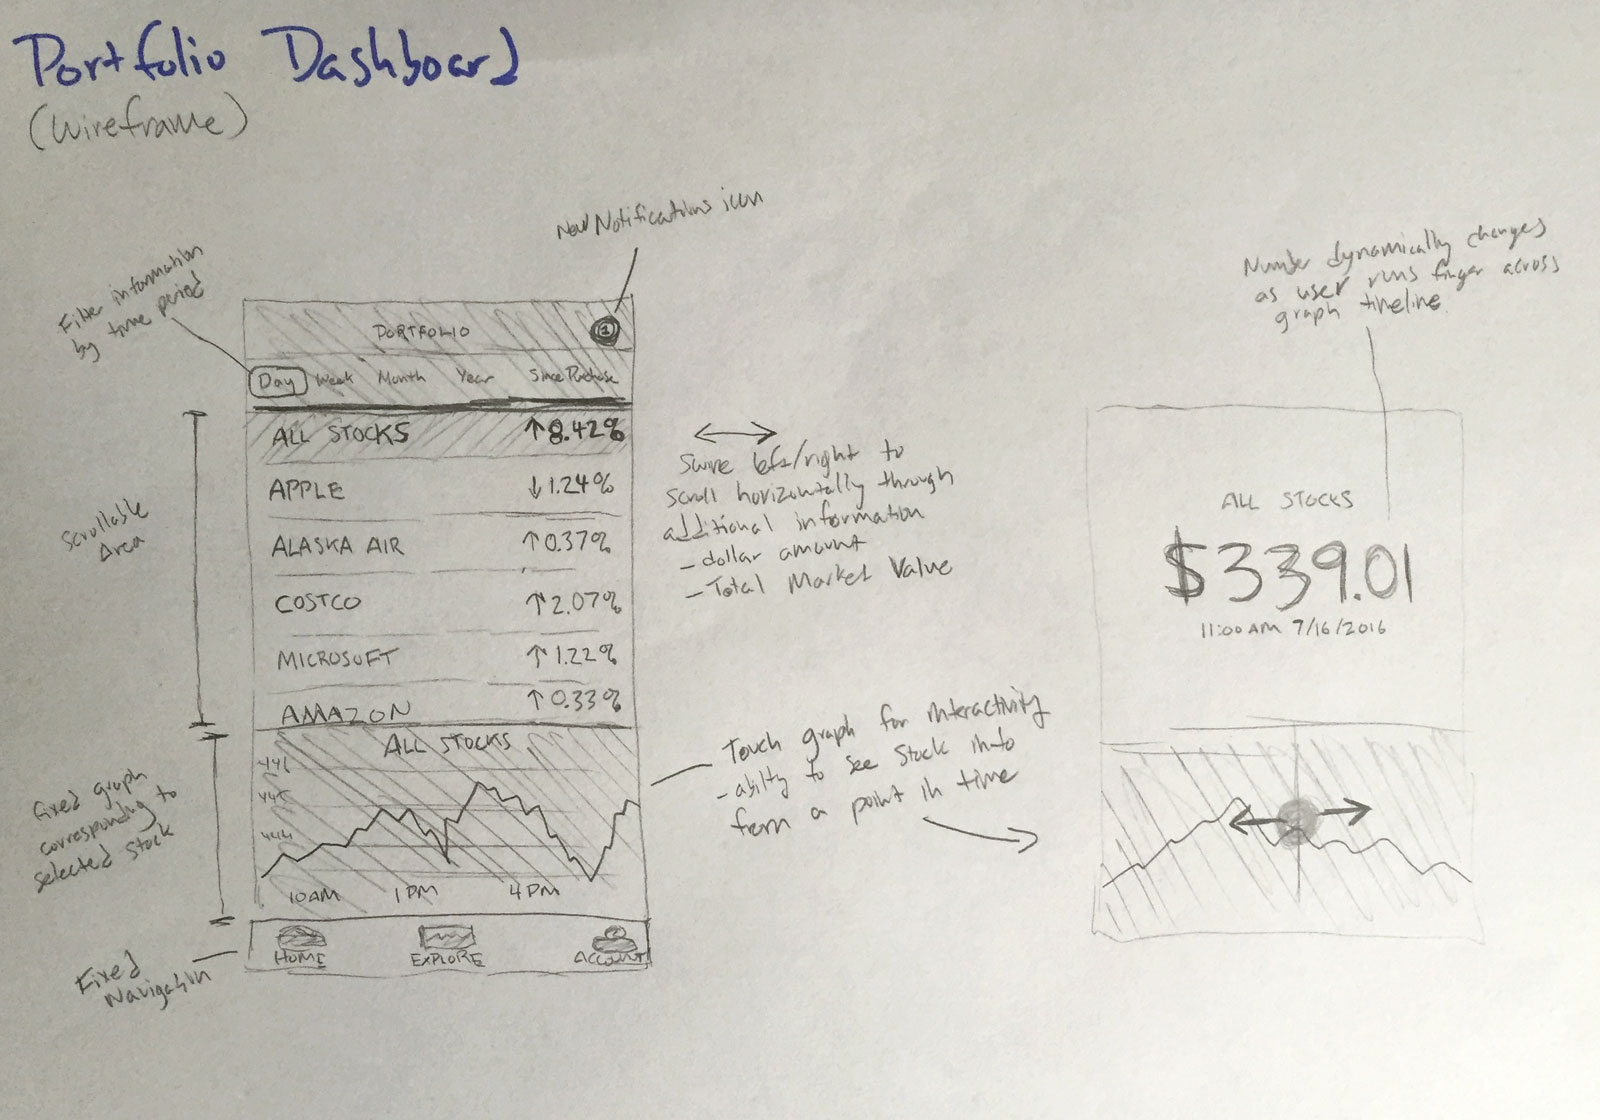 Portfolio Dashboard
(Wireframe)
New Notifications icon
Filter information
by time period
PORTFOLIO
1
Day Week Month Year Since Purchase
ALL STOCKS ↑8.42%
APPLE ↓1.24%
ALASKA AIR ↑0.37%
COSTCO ↑2.07%
MICROSOFT ↑1.22%
AMAZON ↑0.33%
Scrollable
Area
Swipe left/right to
scroll horizontally through
additional information
- dollar amount
- Total Market Value
ALL STOCKS
10AM 1PM 4PM
Fixed graph
corresponding to
selected stock
Touch graph for interactivity
- ability to see stock info
from a point in time
HOME EXPLORE ACCOUNT
Fixed
Navigation
Number dynamically changes
as user runs finger across
graph timeline.
ALL STOCKS
$339.01
11:00AM 7/16/2016